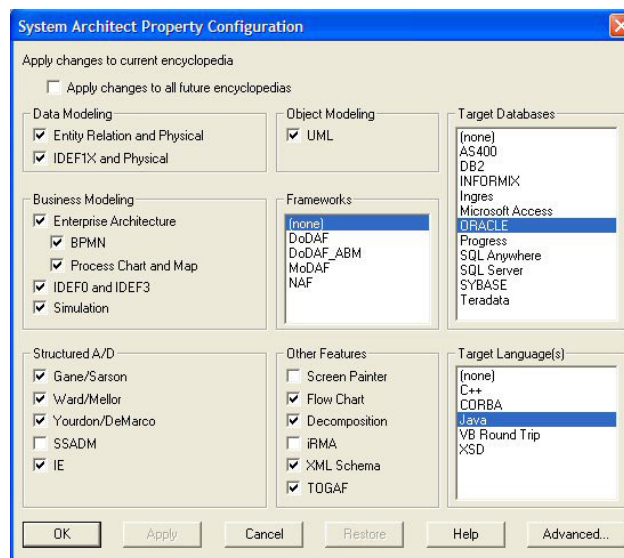 System Architect Property Configuration
Apply changes to current encyclopedia
Apply changes to all future encyclopedias
Data Modeling
Entity Relation and Physical
IDEF1X and Physical
Object Modeling
UML
Target Databases
(none)
AS400
DB2
INFORMIX
Ingres
Microsoft Access
ORACLE
Progress
SQL Anywhere
SQL Server
SYBASE
Teradata
Business Modeling
Enterprise Architecture
BPMN
Process Chart and Map
IDEF0 and IDEF3
Simulation
Frameworks
(none)
DoDAF
DoDAF_ABM
MoDAF
NAF
Structured A/D
Gane/Sarson
Ward/Mellor
Yourdon/DeMarco
SSADM
IE
Other Features
Screen Painter
Flow Chart
Decomposition
iRMA
XML Schema
TOGAF
Target Language(s)
(none)
C++
CORBA
Java
VB Round Trip
XSD
OK Apply Cancel Restore Help Advanced...